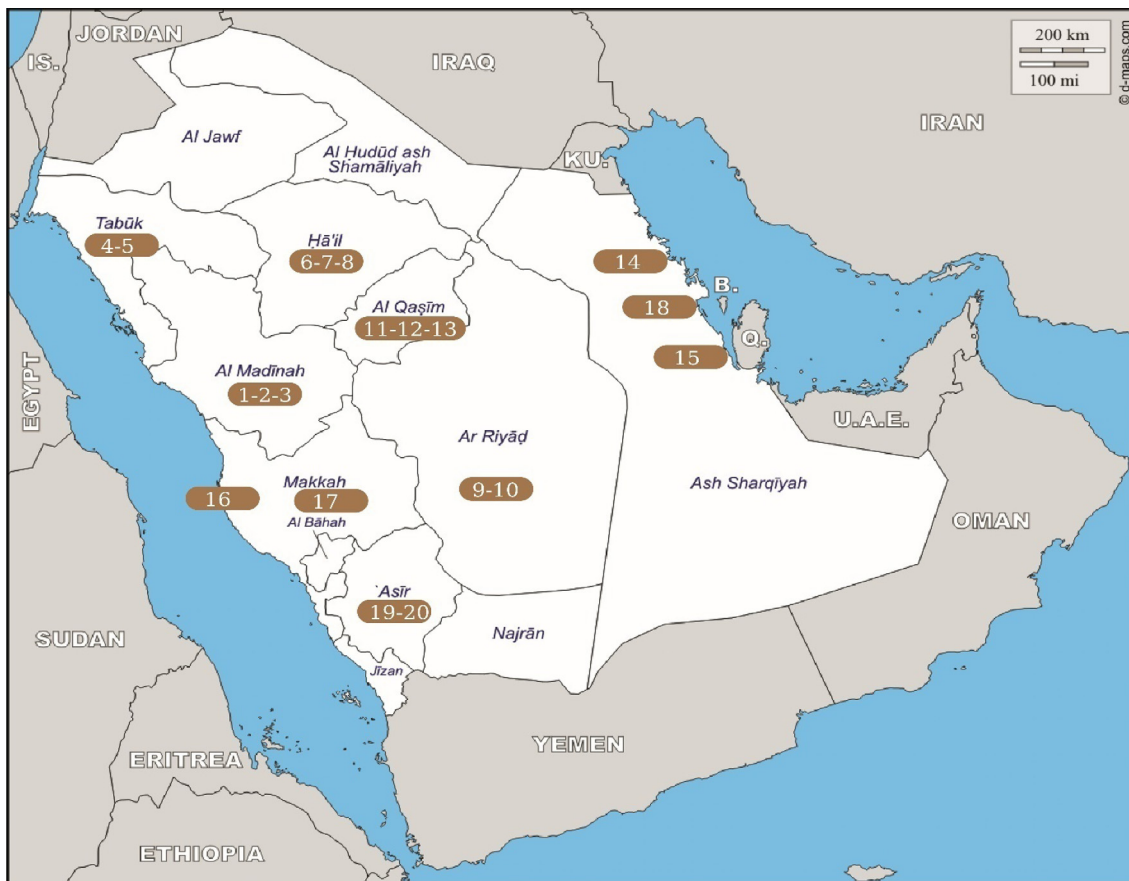 JORDAN
IS.
IRAQ
200 km
100 mi
© d-maps.com
IRAN
Al Jawf
Al Hudūd ash
Shamāliyah
KU.
Tabūk
4-5
Ḥā'il
6-7-8
14
B.
18
Al Qaṣīm
11-12-13
Q.
15
EGYPT
Al Madīnah
1-2-3
U.A.E.
Ar Riyāḍ
9-10
Ash Sharqīyah
Makkah
16
17
Al Bāhah
OMAN
Asīr
19-20
SUDAN
Najrān
Jīzan
YEMEN
ERITREA
ETHIOPIA